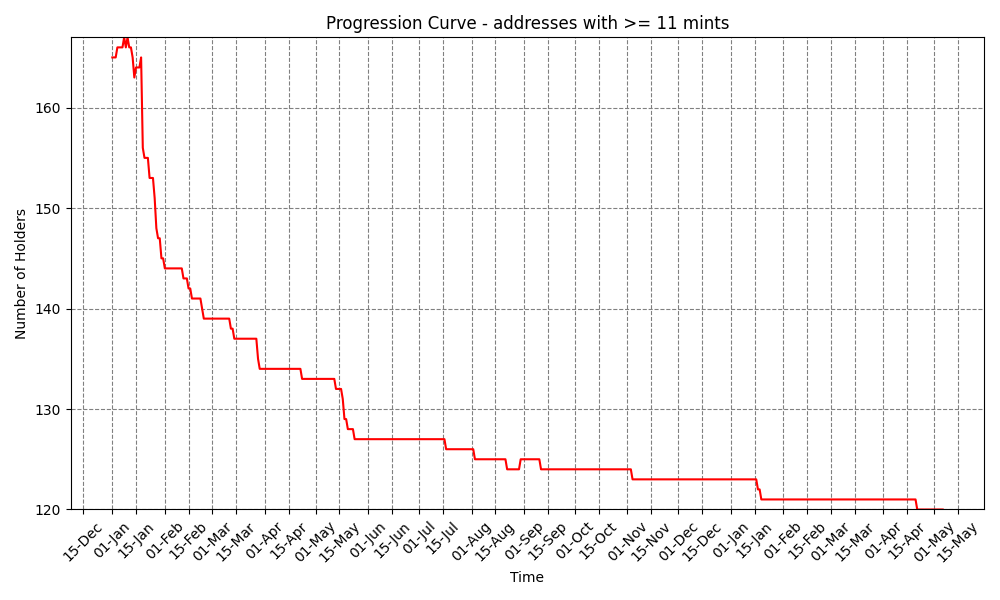 Progression Curve - addresses with >= 11 mints
Number of Holders
160
150
140
130
120
15-Dec
01-Jan
15-Jan
01-Feb
15-Feb
01-Mar
15-Mar
01-Apr
15-Apr
01-May
15-May
01-Jun
15-Jun
01-Jul
15-Jul
01-Aug
15-Aug
01-Sep
15-Sep
01-Oct
15-Oct
01-Nov
15-Nov
01-Dec
15-Dec
01-Jan
15-Jan
01-Feb
15-Feb
01-Mar
15-Mar
01-Apr
15-Apr
01-May
15-May
Time